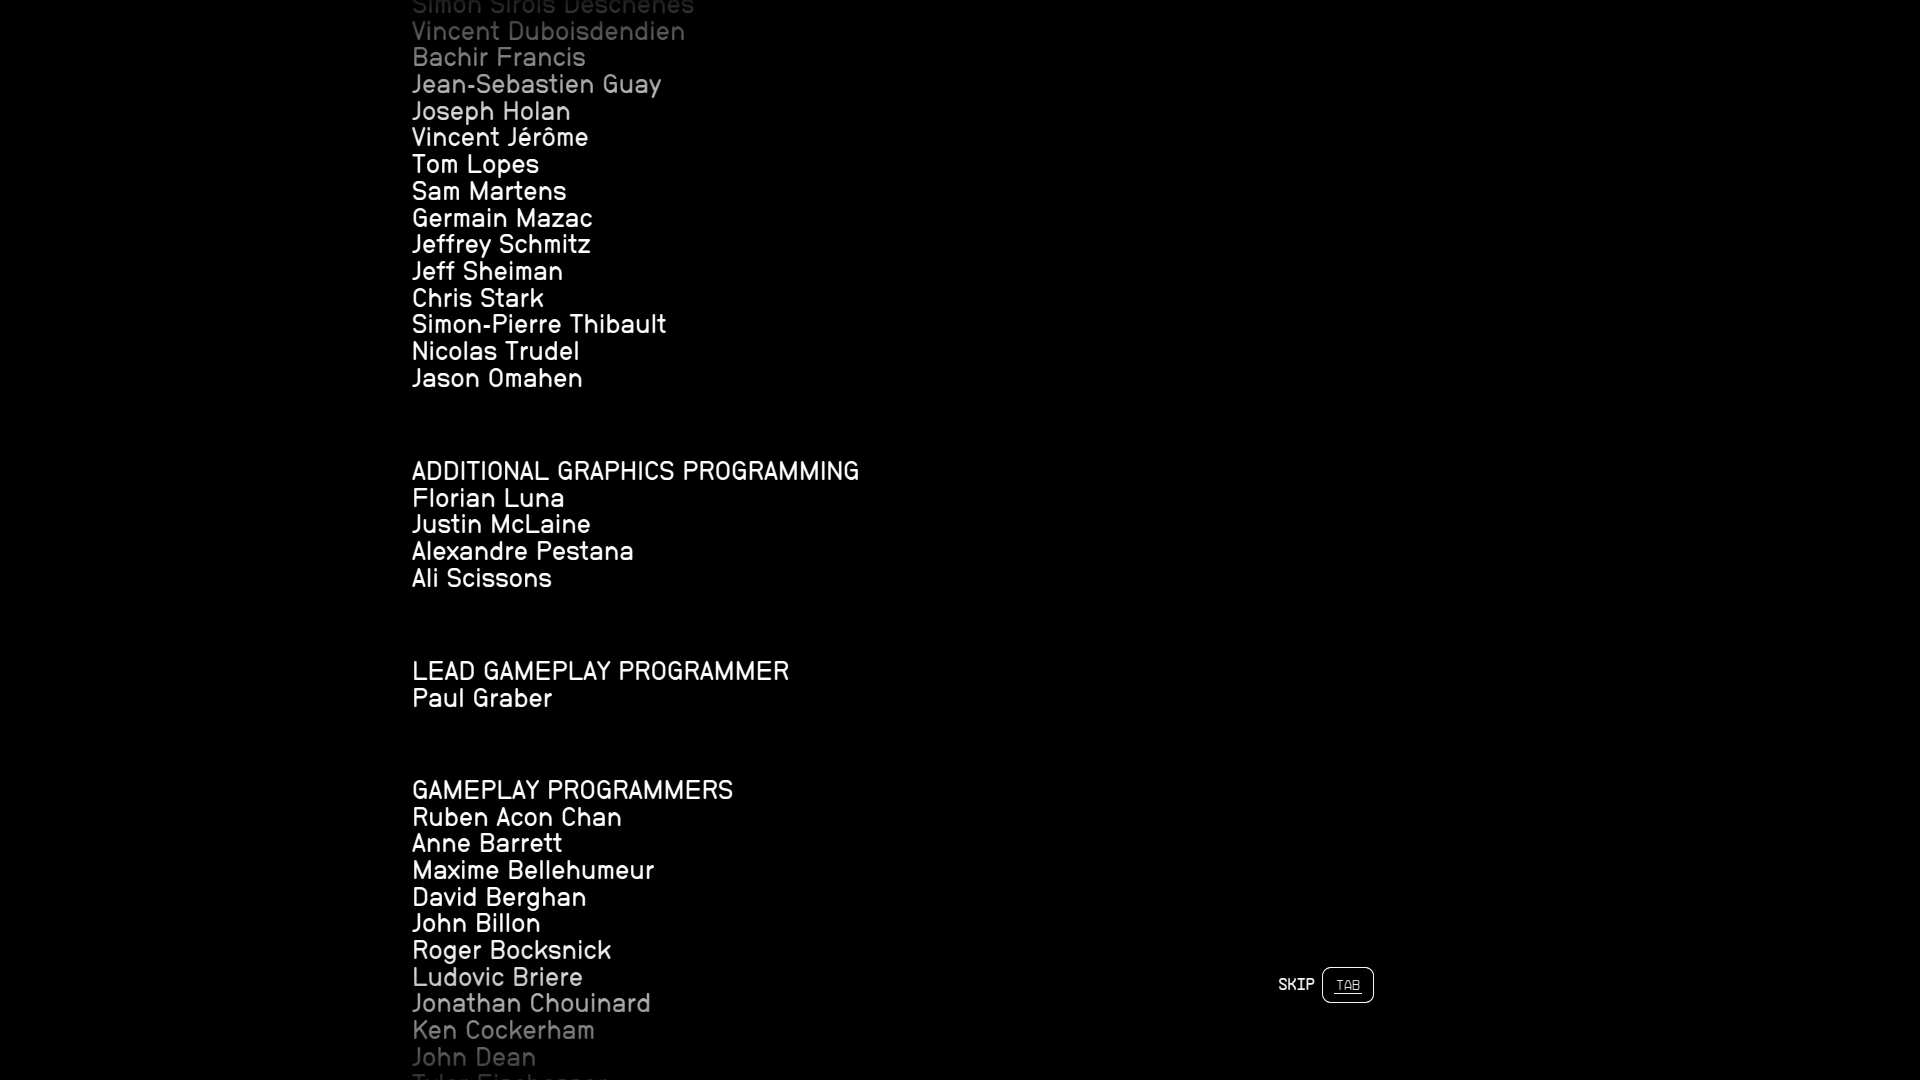 Simon Sirois Deschenes
Vincent Duboisdendien
Bachir Francis
Jean-Sebastien Guay
Joseph Holan
Vincent Jérôme
Tom Lopes
Sam Martens
Germain Mazac
Jeffrey Schmitz
Jeff Sheiman
Chris Stark
Simon-Pierre Thibault
Nicolas Trudel
Jason Omahen
ADDITIONAL GRAPHICS PROGRAMMING
Florian Luna
Justin McLaine
Alexandre Pestana
Ali Scissons
LEAD GAMEPLAY PROGRAMMER
Paul Graber
GAMEPLAY PROGRAMMERS
Ruben Acon Chan
Anne Barrett
Maxime Bellehumeur
David Berghan
John Billon
Roger Bocksnick
Ludovic Briere
Jonathan Chouinard
Ken Cockerham
John Dean
SKIP TAB